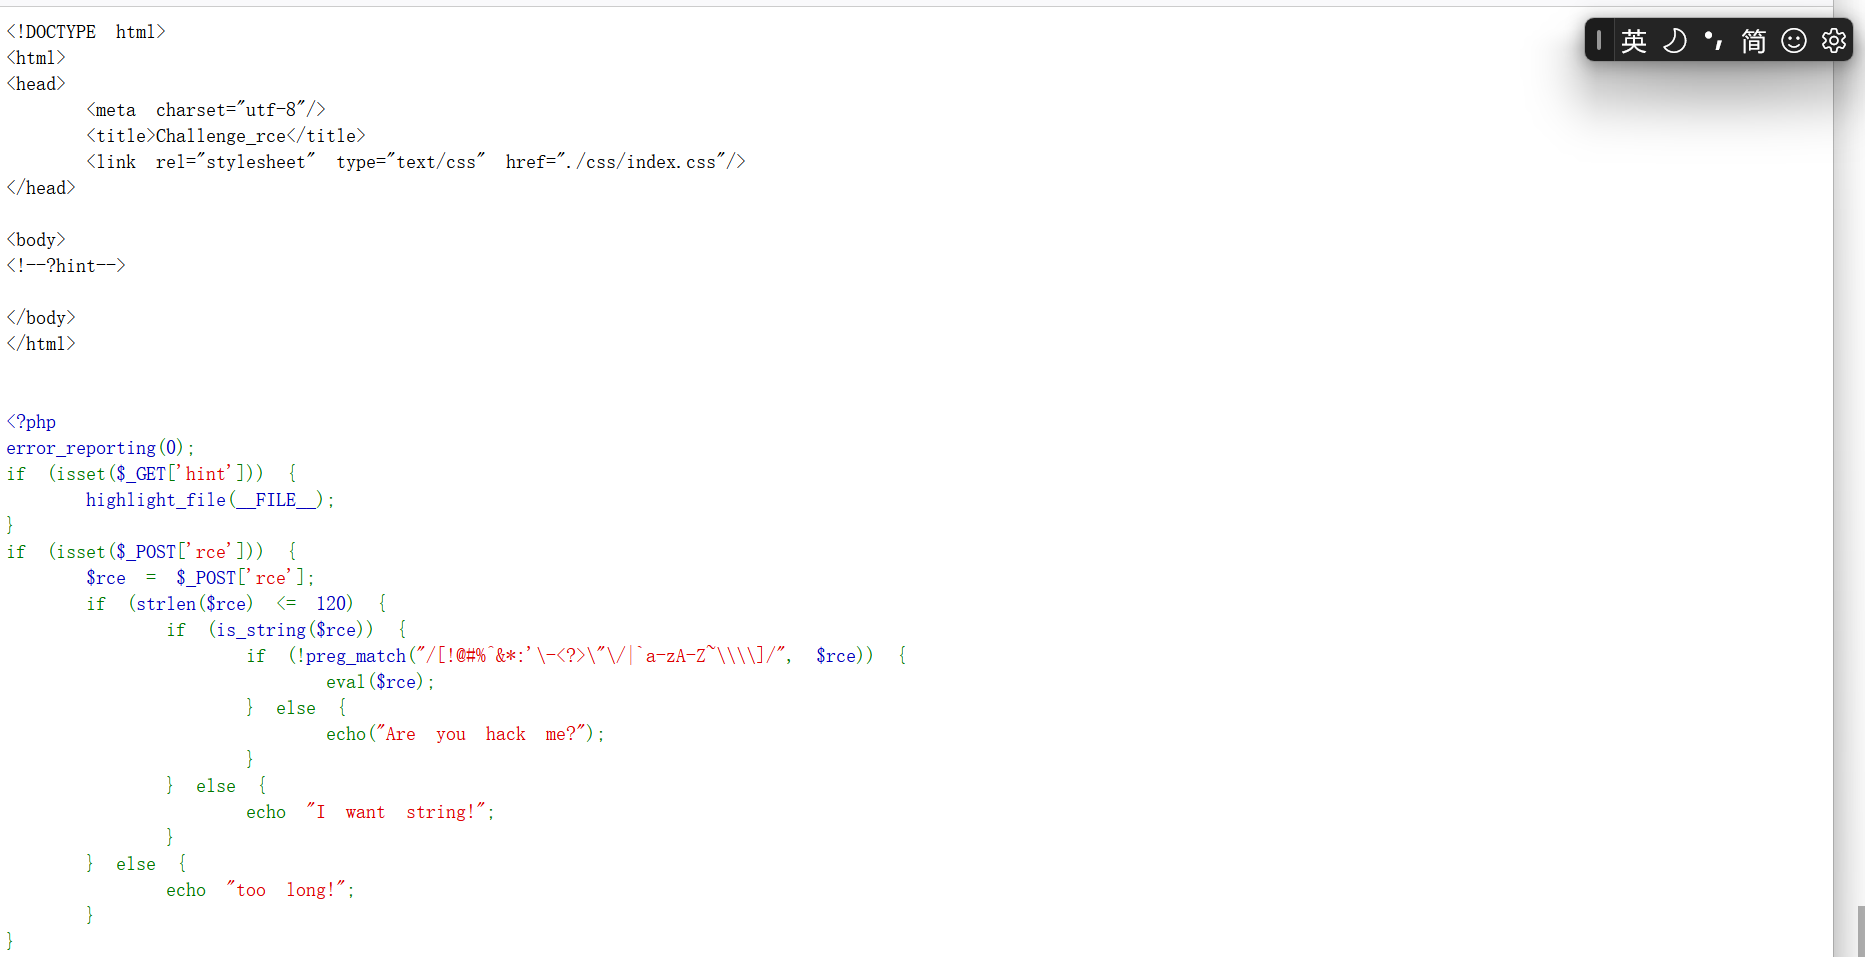 <!DOCTYPE html>
英 简
<html>
<head>
<meta charset="utf-8"/>
<title>Challenge_rce</title>
<link rel="stylesheet" type="text/css" href="./css/index.css"/>
</head>
<body>
<!--?hint-->
</body>
</html>
<?php
error_reporting(0);
if (isset($_GET['hint'])) {
highlight_file(__FILE__);
}
if (isset($_POST['rce'])) {
$rce = $_POST['rce'];
if (strlen($rce) <= 120) {
if (is_string($rce)) {
if (!preg_match("/[!@#%^&*:'\-<?>\"\/|`a-zA-Z~\\\\]/", $rce)) {
eval($rce);
} else {
echo("Are you hack me?");
}
} else {
echo "I want string!";
}
} else {
echo "too long!";
}
}